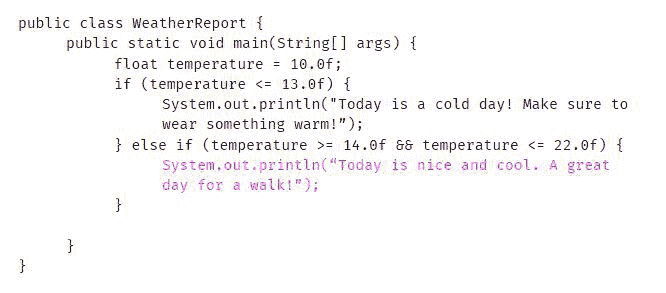 public class WeatherReport {
public static void main(String[] args) {
float temperature = 10.0f;
if (temperature <= 13.0f) {
System.out.println("Today is a cold day! Make sure to
wear something warm!”);
} else if (temperature >= 14.0f && temperature <= 22.0f) {
System.out.println(“Today is nice and cool. A great
day for a walk!”);
}
}
}